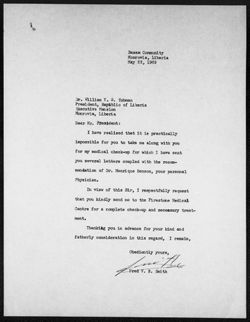 Bassa Community
Monrovia, Liberia
May 27, 1969
Dr. William V. S. Tubman
President, Republic of Liberia
Executive Mansion
Monrovia, Liberia
Dear Mr. President:
I have realized that it is practically
impossible for you to take me along with you
for my medical check-up for which I have sent
you several letters coupled with the recom-
mendation of Dr. Henrique Benson, your personal
Physician.
In view of this Sir, I respectfully request
that you kindly send me to the Firestone Medical
Centre for a complete check-up and necessary treat-
ment.
Thanking you in advance for your kind and
fatherly consideration in this regard, I remain,
Obediently yours,
Fred V. B. Smith